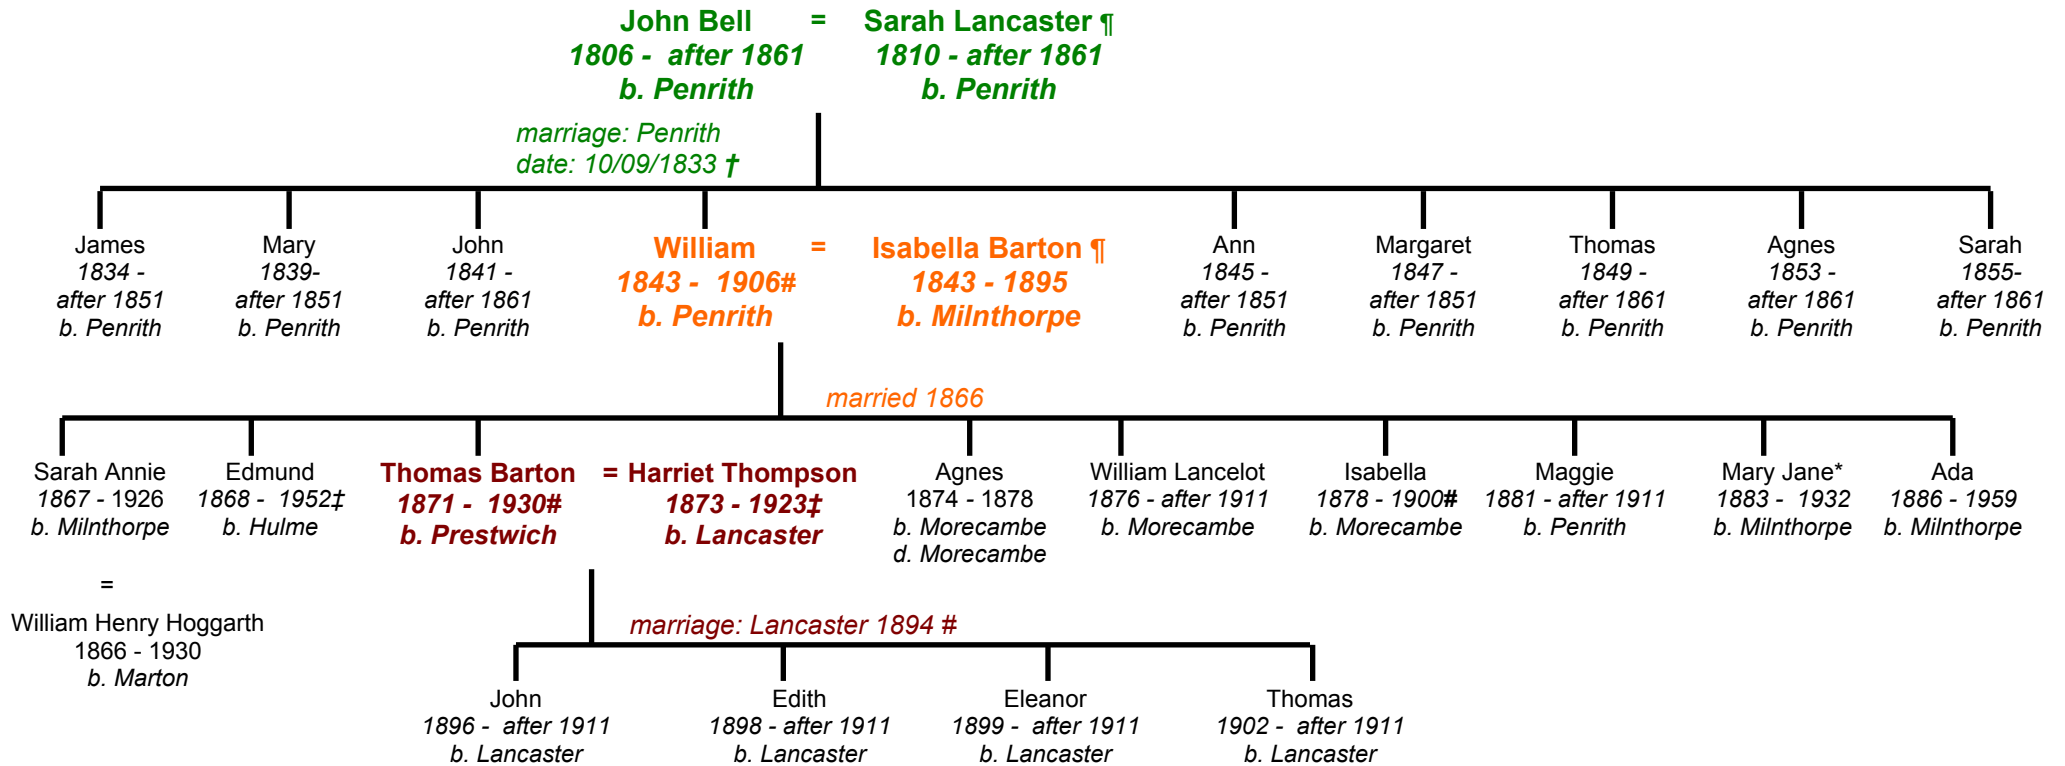 John Bell = Sarah Lancaster ¶
1806 - after 1861 1810 - after 1861
b. Penrith b. Penrith
marriage: Penrith
date: 10/09/1833 †
James Mary John William = Isabella Barton ¶ Ann Margaret Thomas Agnes Sarah
1834 - 1839- 1841 - 1843 - 1906# 1843 - 1895 1845 - 1847 - 1849 - 1853 - 1855-
after 1851 after 1851 after 1861 b. Penrith b. Milnthorpe after 1851 after 1851 after 1861 after 1861 after 1861
b. Penrith b. Penrith b. Penrith b. Penrith b. Penrith b. Penrith b. Penrith b. Penrith
married 1866
Sarah Annie Edmund Thomas Barton = Harriet Thompson Agnes William Lancelot Isabella Maggie Mary Jane* Ada
1867 - 1926 1868 - 1952‡ 1871 - 1930# 1873 - 1923‡ 1874 - 1878 1876 - after 1911 1878 - 1900# 1881 - after 1911 1883 - 1932 1886 - 1959
b. Milnthorpe b. Hulme b. Prestwich b. Lancaster b. Morecambe b. Morecambe b. Morecambe b. Penrith b. Milnthorpe b. Milnthorpe
d. Morecambe
=
William Henry Hoggarth
1866 - 1930
b. Marton
marriage: Lancaster 1894 #
John Edith Eleanor Thomas
1896 - after 1911 1898 - after 1911 1899 - after 1911 1902 - after 1911
b. Lancaster b. Lancaster b. Lancaster b. Lancaster